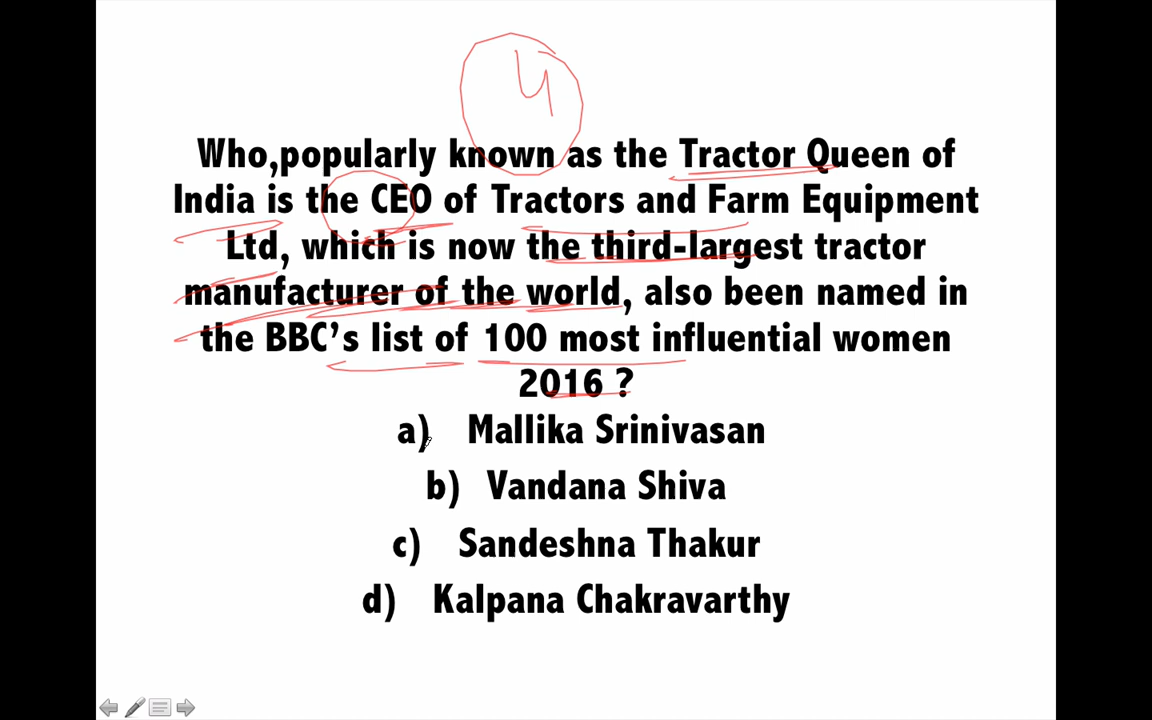 4
Who,popularly known as the Tractor Queen of
India is the CEO of Tractors and Farm Equipment
Ltd, which is now the third-largest tractor
manufacturer of the world, also been named in
the BBC’s list of 100 most influential women
2016 ?
a) Mallika Srinivasan
b) Vandana Shiva
c) Sandeshna Thakur
d) Kalpana Chakravarthy